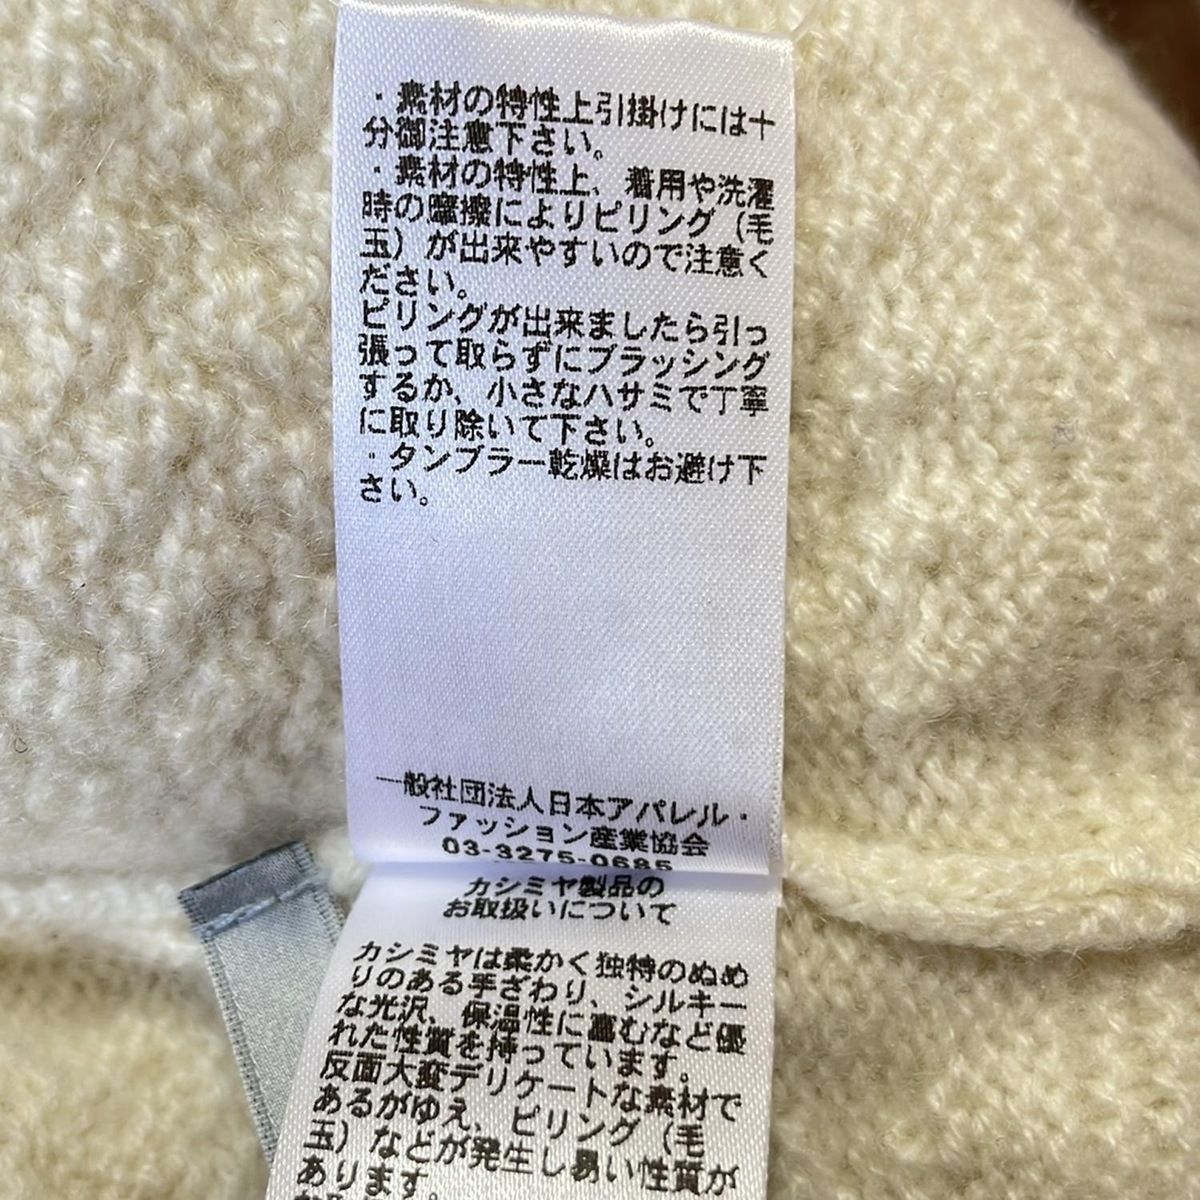 ・素材の特性上引掛けには十
分御注意下さい。
・素材の特性上、着用や洗濯
時の摩擦によりピリング（毛
玉）が出来やすいので注意く
ださい。
ピリングが出来ましたら引っ
張って取らずにブラッシング
するか、小さなハサミで丁寧
に取り除いて下さい。
・タンブラー乾燥はお避け下
さい。
一般社団法人日本アパレル・
ファッション産業協会
03-3275-0685
カシミヤ製品の
お取扱いについて
カシミヤは柔かく独特のぬめ
りのある手ざわり、シルキー
な光沢、保温性に富むなど優
れた性質を持っています。
反面大変デリケートな素材で
あるがゆえ、ピリング（毛
玉）などが発生し易い性質が
あります。